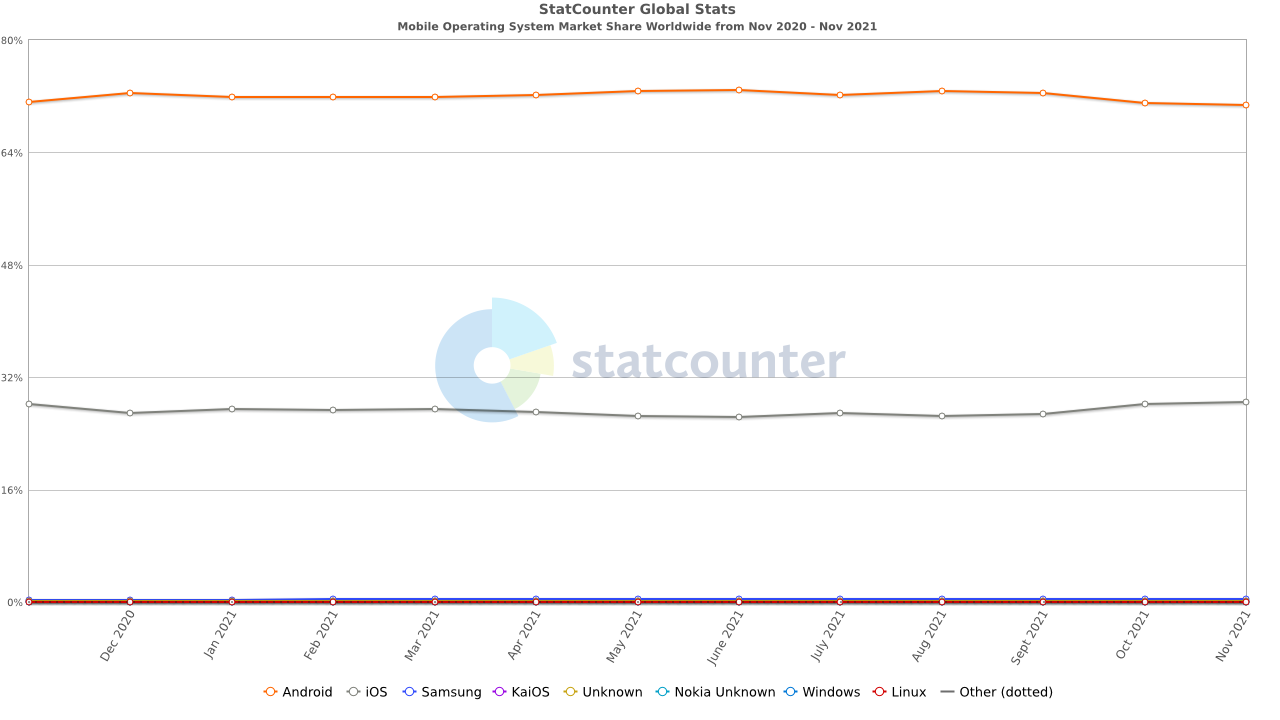 StatCounter Global Stats
Mobile Operating System Market Share Worldwide from Nov 2020 - Nov 2021
80%
64%
48%
32%
16%
0%
statcounter
Dec 2020
Jan 2021
Feb 2021
Mar 2021
Apr 2021
May 2021
June 2021
July 2021
Aug 2021
Sept 2021
Oct 2021
Nov 2021
Android iOS Samsung KaiOS Unknown Nokia Unknown Windows Linux Other (dotted)